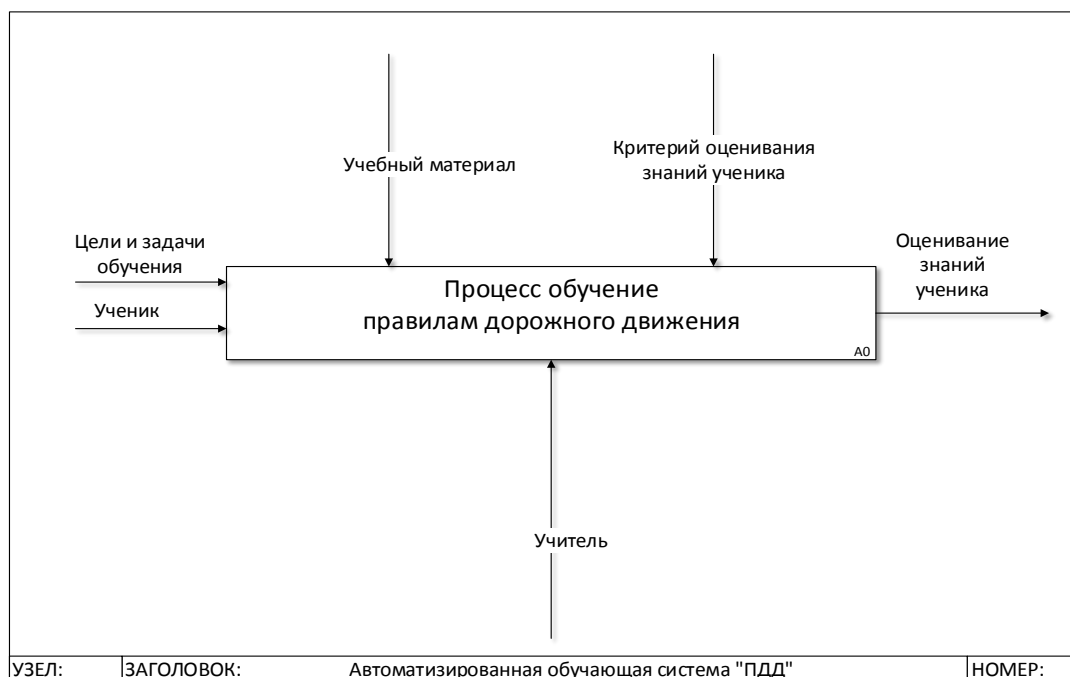 Учебный материал
Критерий оценивания
знаний ученика
Цели и задачи
обучения
Ученик
Процесс обучение
правилам дорожного движения
A0
Оценивание
знаний
ученика
Учитель
УЗЕЛ:
ЗАГОЛОВОК:
Автоматизированная обучающая система "ПДД"
НОМЕР: